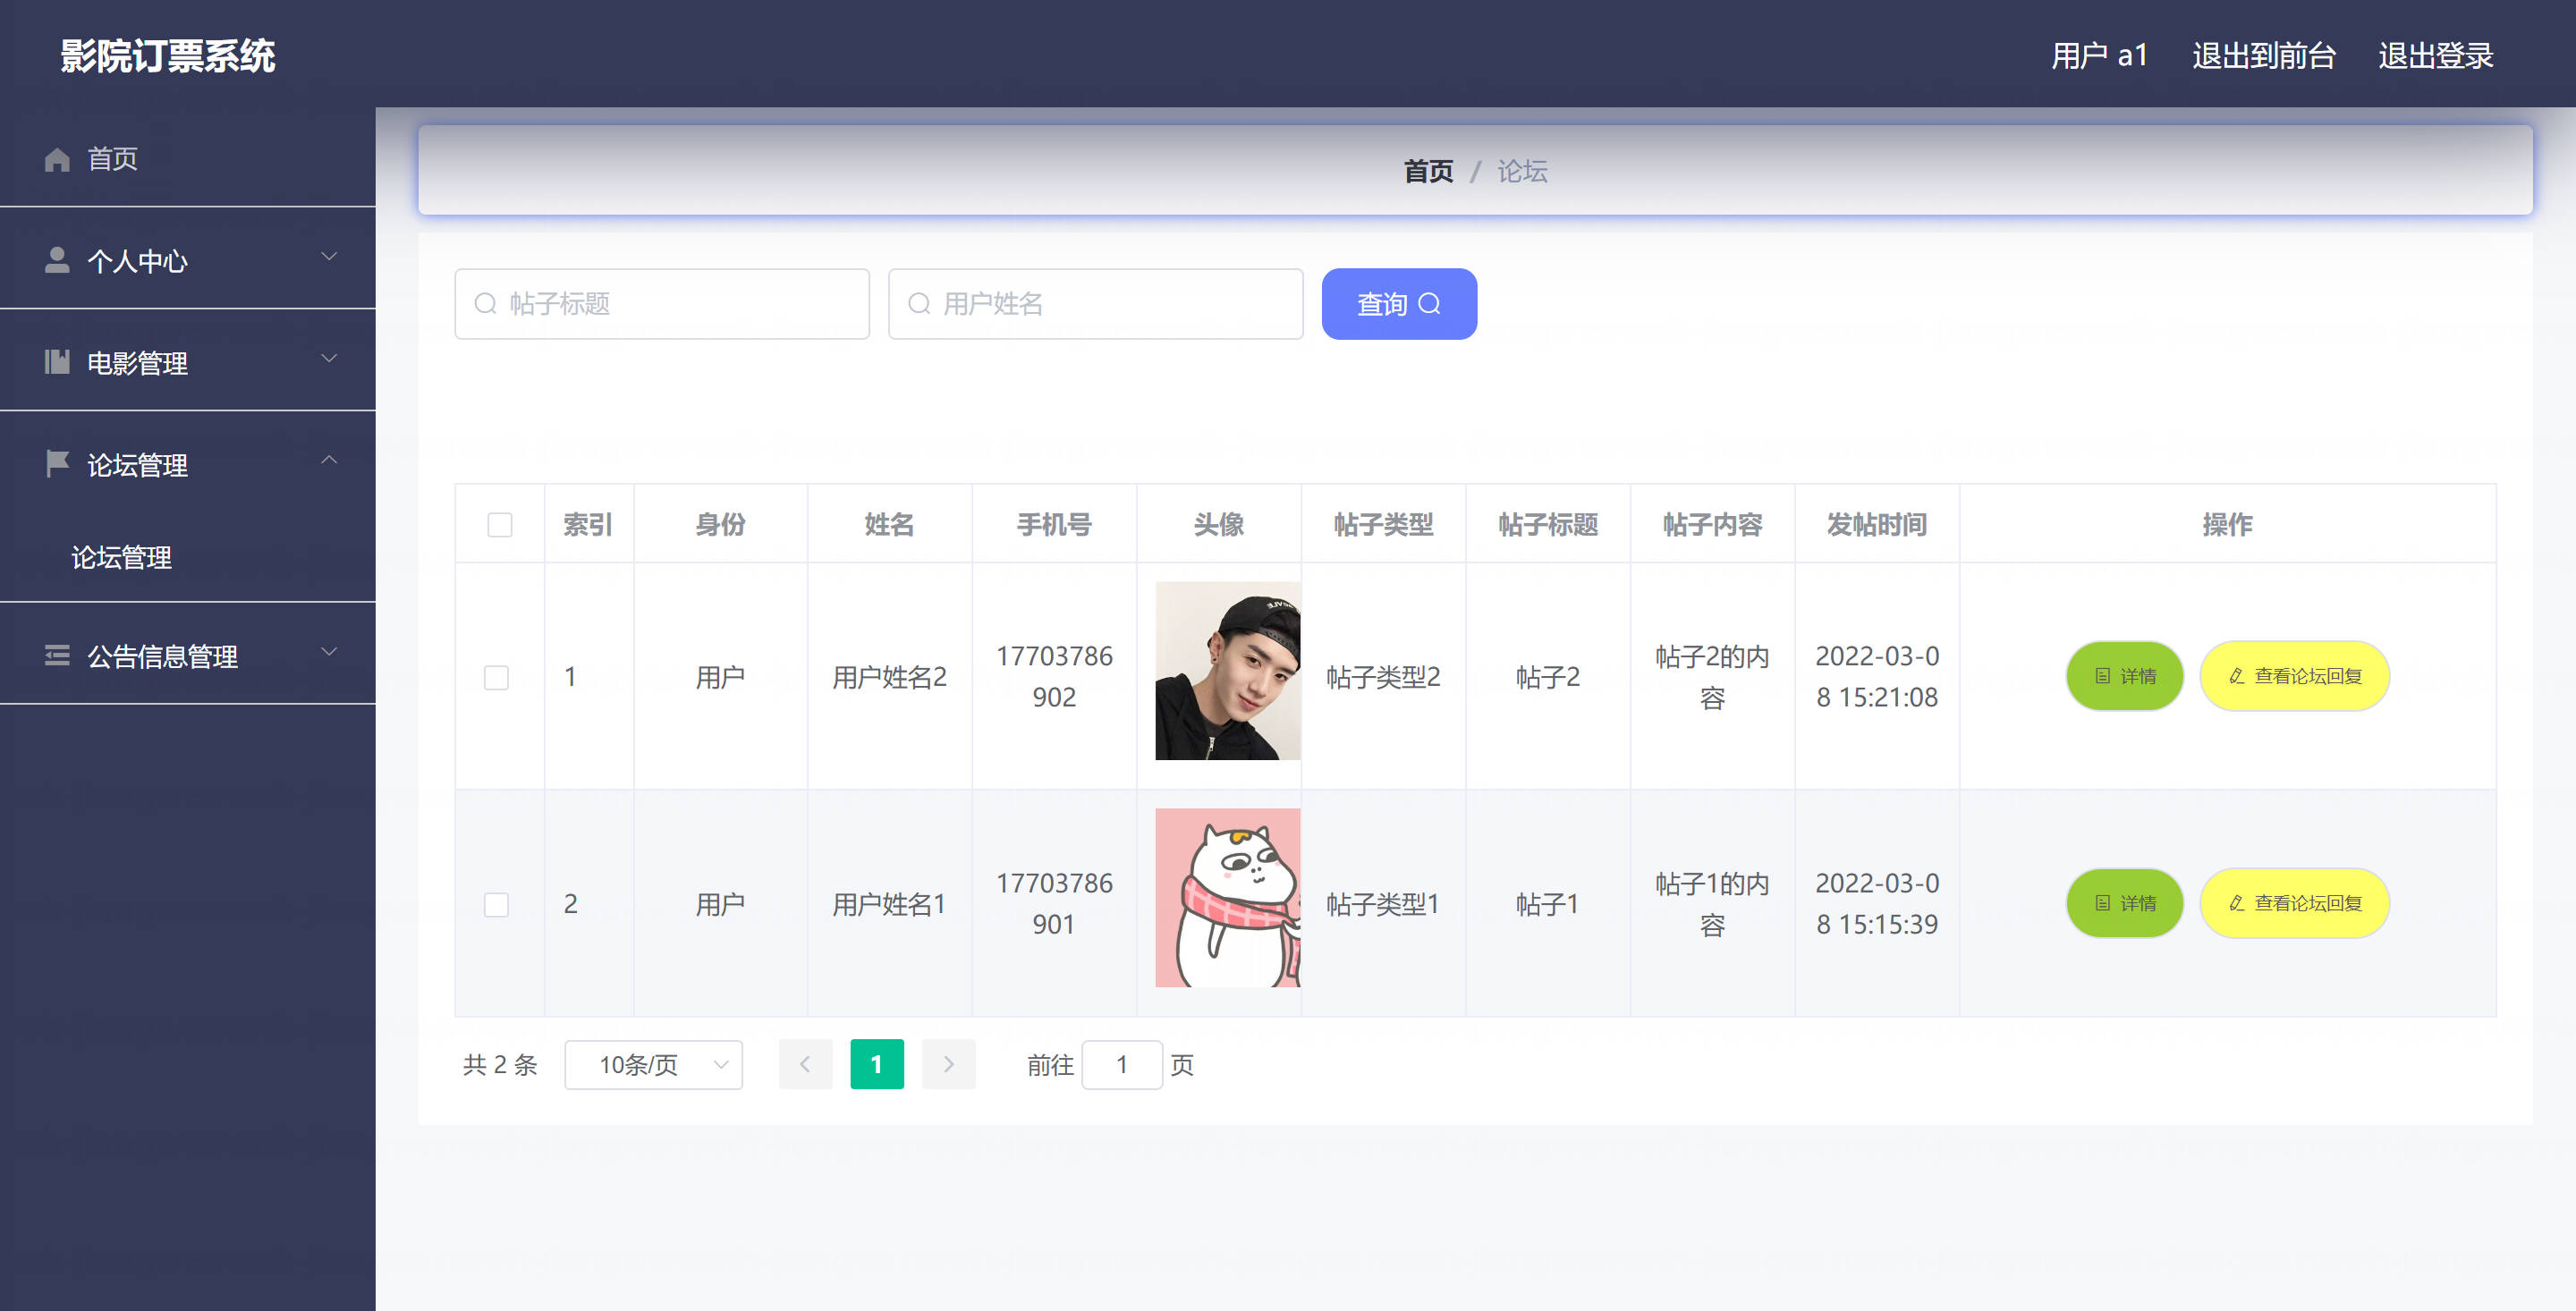 影院订票系统
用户 a1 退出到前台 退出登录
首页
个人中心
电影管理
论坛管理
论坛管理
公告信息管理
首页 / 论坛
帖子标题 用户姓名 查询
索引 身份 姓名 手机号 头像 帖子类型 帖子标题 帖子内容 发帖时间 操作
1 用户 用户姓名2 17703786 帖子类型2 帖子2 帖子2的内 2022-03-0 详情 查看论坛回复
902 容 8 15:21:08
2 用户 用户姓名1 17703786 帖子类型1 帖子1 帖子1的内 2022-03-0 详情 查看论坛回复
901 容 8 15:15:39
共 2 条 10条/页 1 前往 1 页